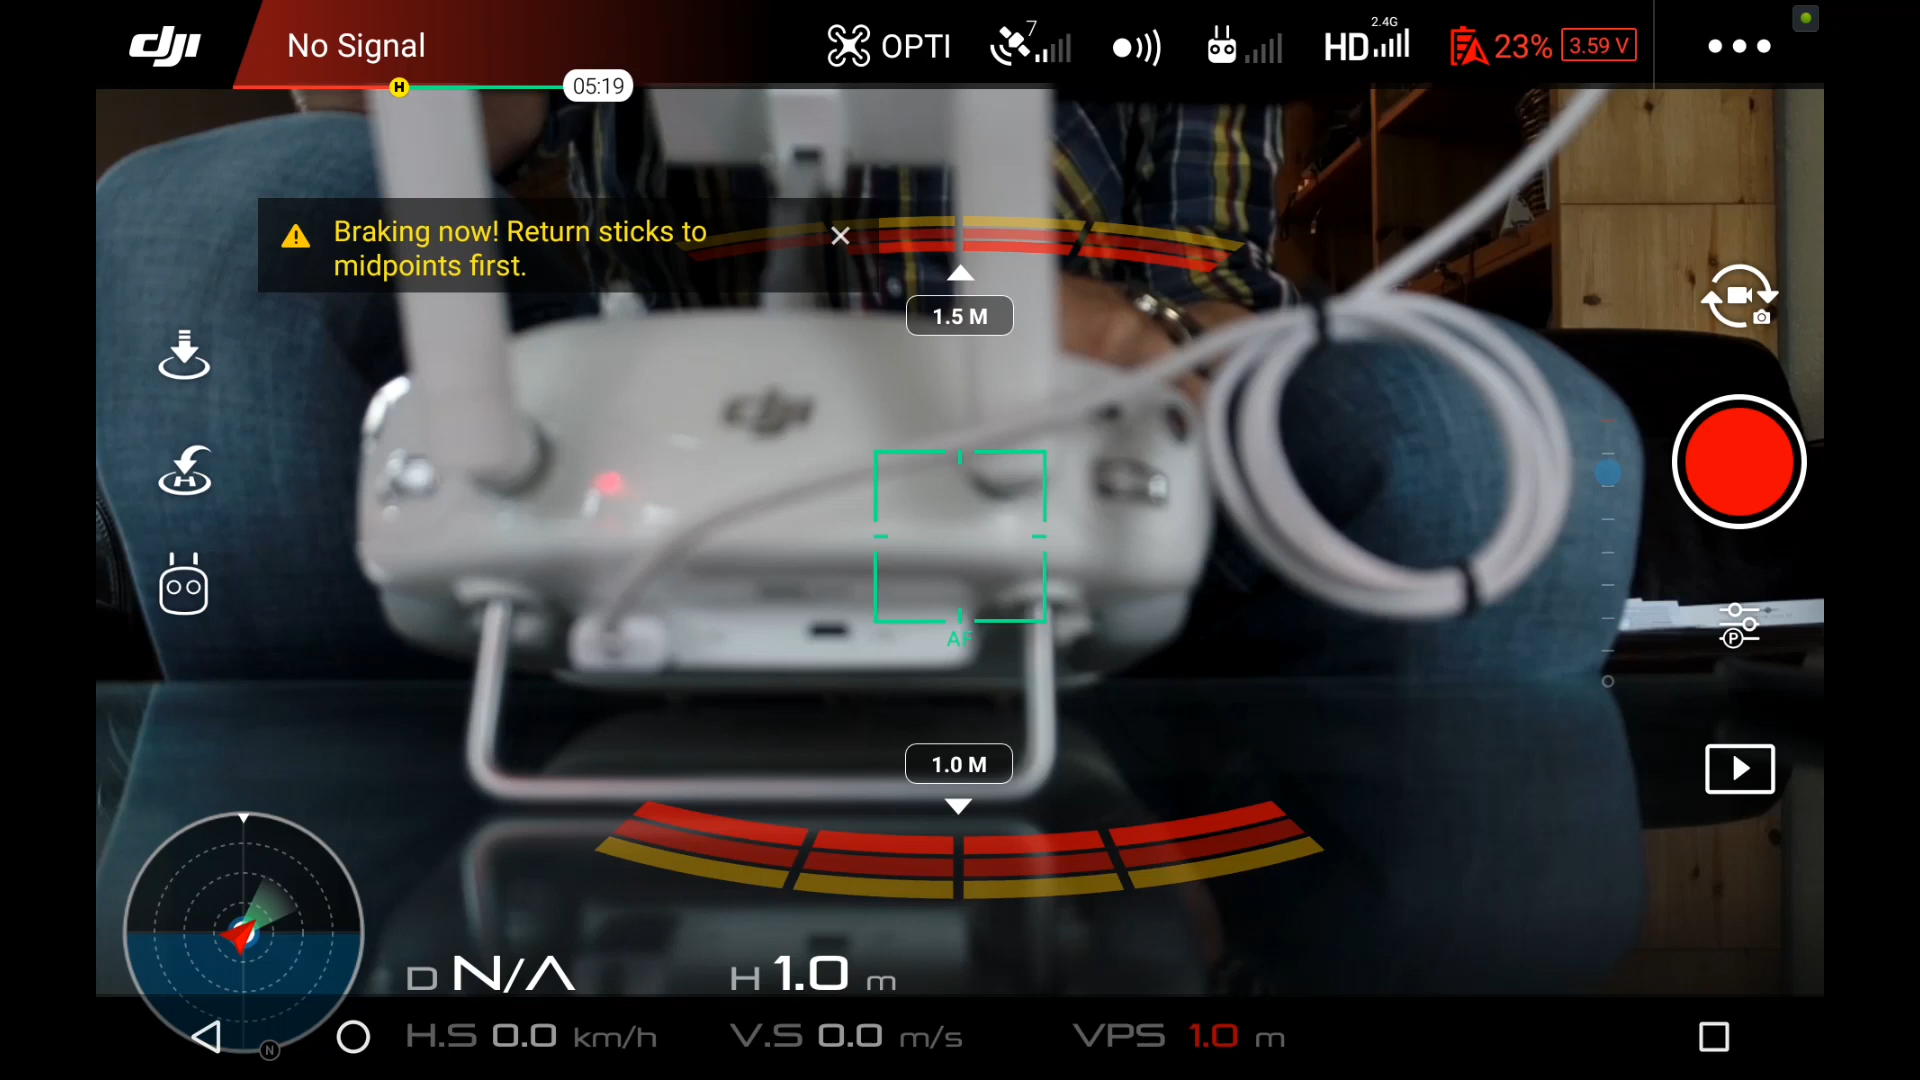 dji
No Signal
OPTI
7
HD
2.4G
23%
3.59 V
H
05:19
Braking now! Return sticks to
midpoints first.
1.5 M
dji
AF
P
1.0 M
D N/A
H 1.0 m
H.S 0.0 km/h
V.S 0.0 m/s
VPS 1.0 m
N